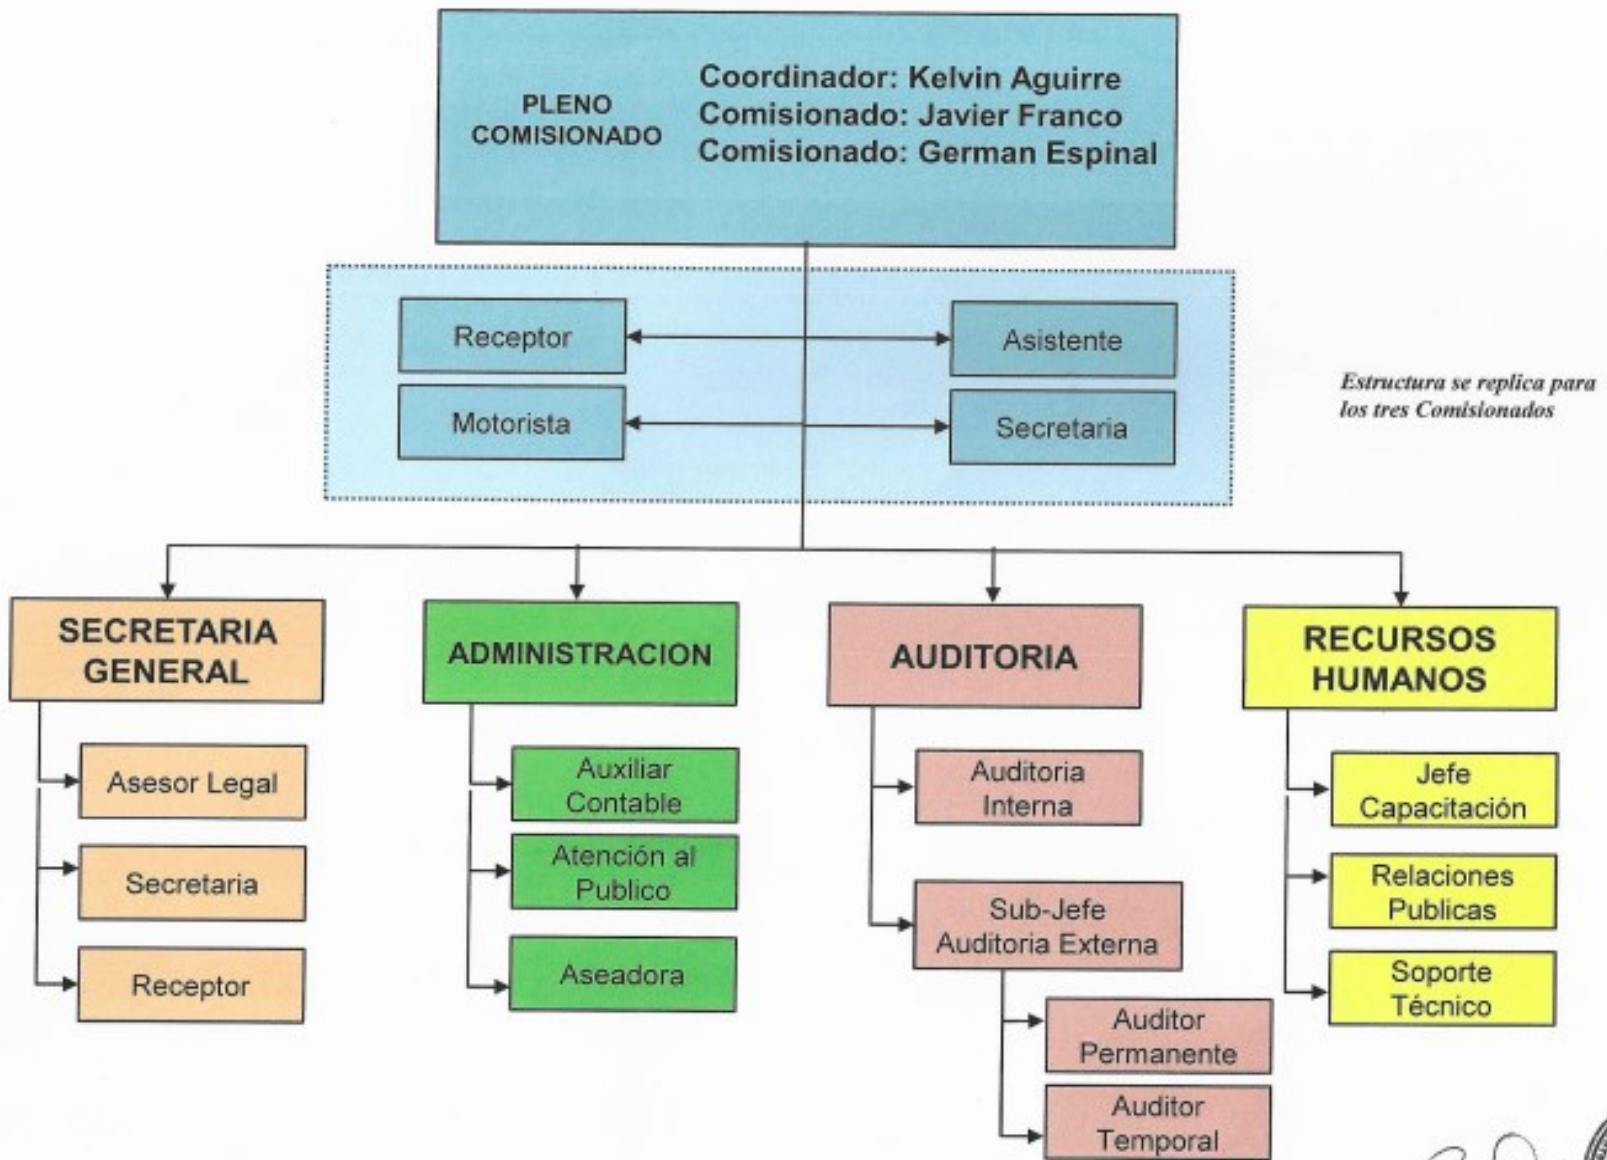 PLENO
COMISIONADO
Coordinador: Kelvin Aguirre
Comisionado: Javier Franco
Comisionado: German Espinal
Receptor
Asistente
Motorista
Secretaria
Estructura se replica para
los tres Comisionados
SECRETARIA
GENERAL
Asesor Legal
Secretaria
Receptor
ADMINISTRACION
Auxiliar
Contable
Atención al
Publico
Aseadora
AUDITORIA
Auditoria
Interna
Sub-Jefe
Auditoria Externa
Auditor
Permanente
Auditor
Temporal
RECURSOS
HUMANOS
Jefe
Capacitación
Relaciones
Publicas
Soporte
Técnico